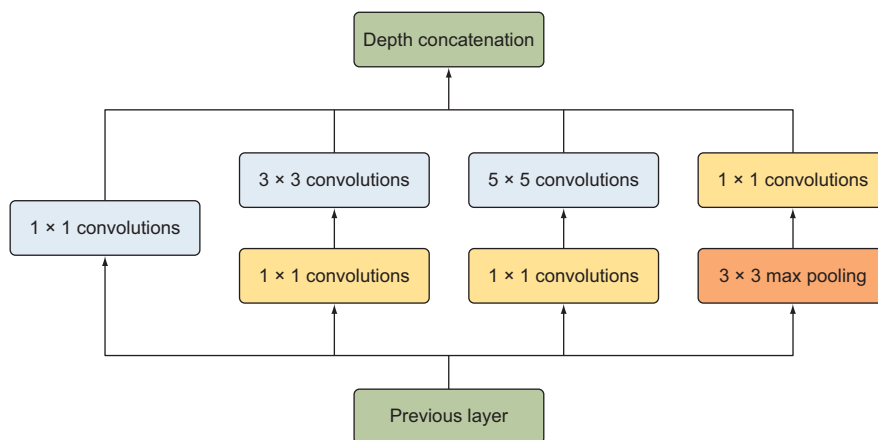 Depth concatenation
3 × 3 convolutions
5 × 5 convolutions
1 × 1 convolutions
1 × 1 convolutions
1 × 1 convolutions
1 × 1 convolutions
3 × 3 max pooling
Previous layer